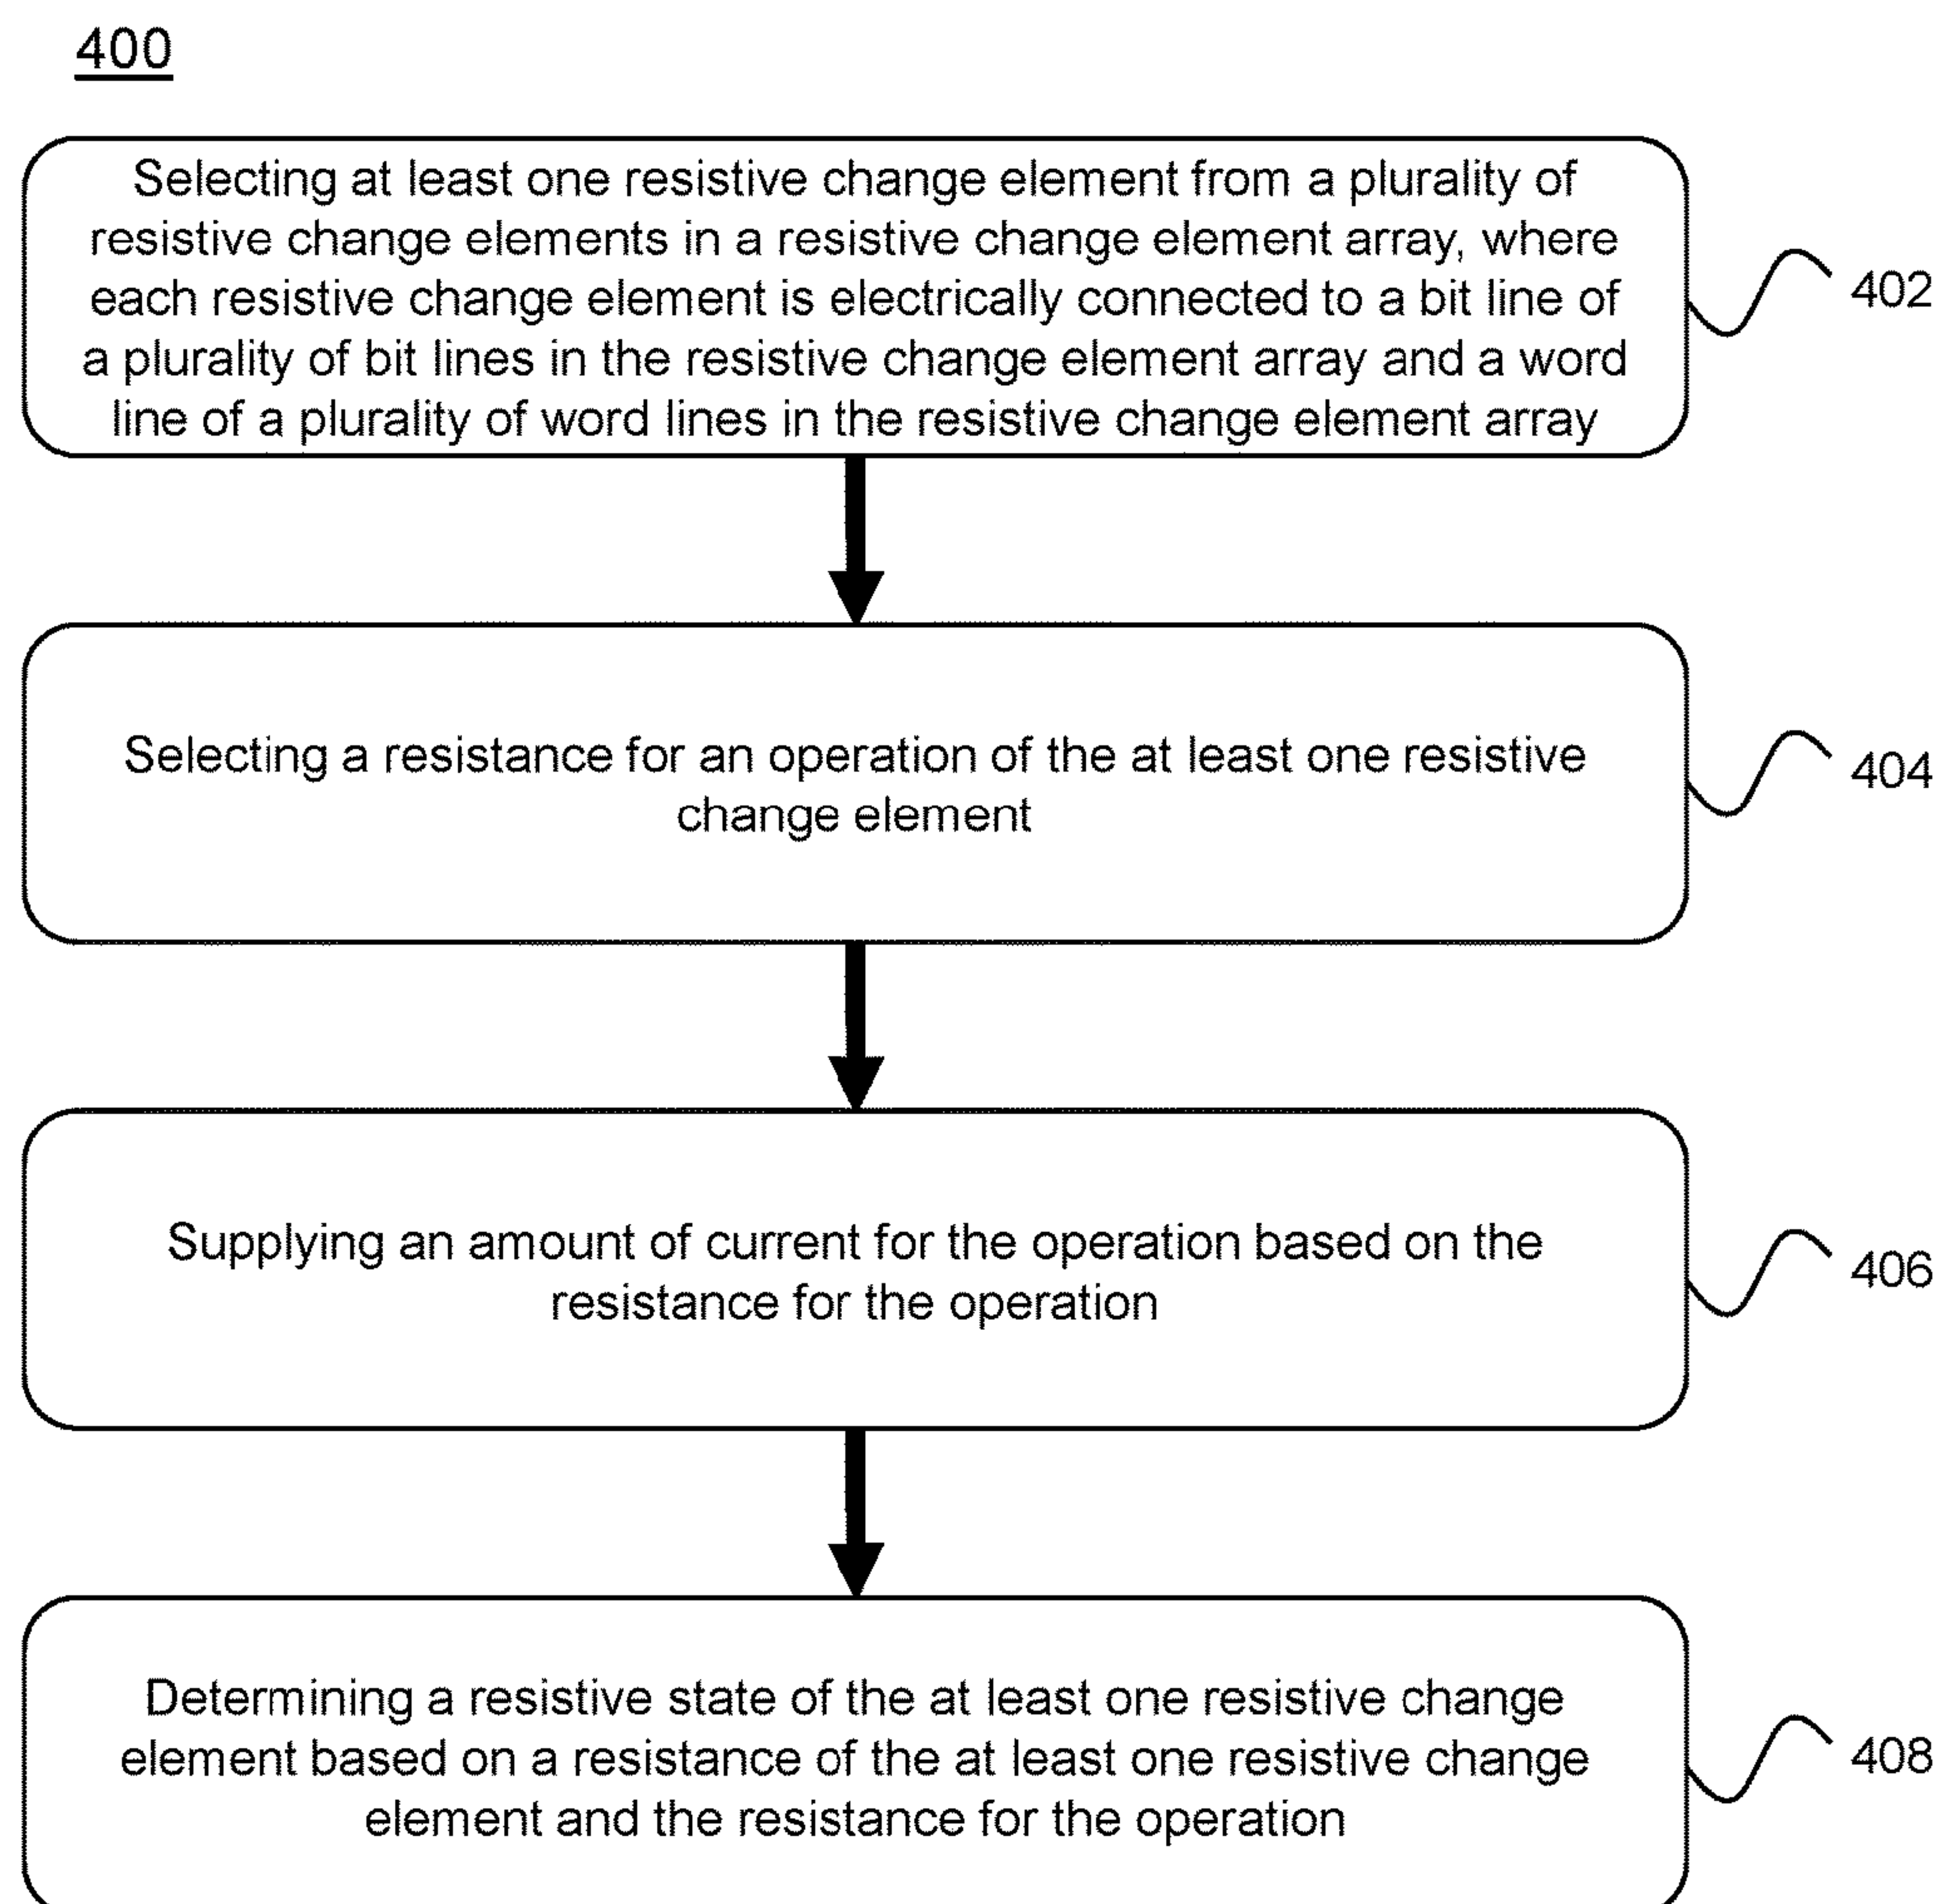 400
Selecting at least one resistive change element from a plurality of
resistive change elements in a resistive change element array, where
each resistive change element is electrically connected to a bit line of
a plurality of bit lines in the resistive change element array and a word
line of a plurality of word lines in the resistive change element array
402
Selecting a resistance for an operation of the at least one resistive
change element
404
Supplying an amount of current for the operation based on the
resistance for the operation
406
Determining a resistive state of the at least one resistive change
element based on a resistance of the at least one resistive change
element and the resistance for the operation
408